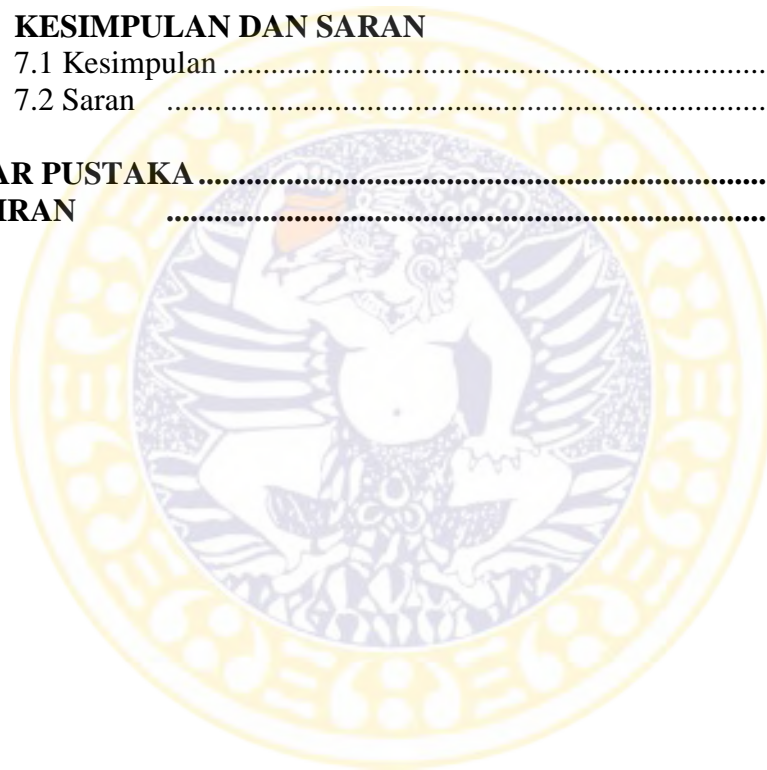 KESIMPULAN DAN SARAN
7.1 Kesimpulan ....................................................................
7.2 Saran ...........................................................................
AR PUSTAKA.......................................................................
IRAN ...........................................................................